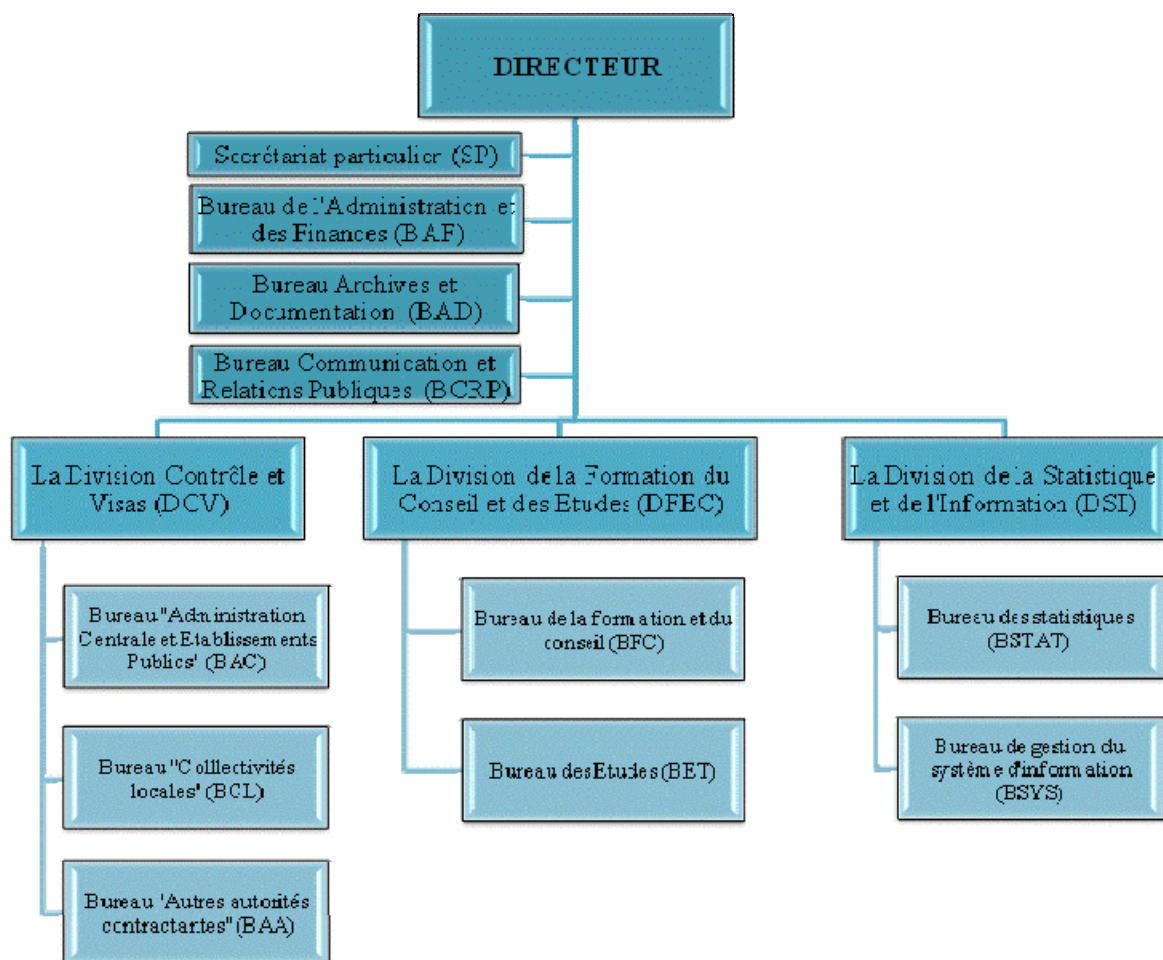 DIRECTEUR
Secrétariat particulier (SP)
Bureau de l'Administration et
des Finances (BAF)
Bureau Archives et
Documentation (BAD)
Bureau Communication et
Relations Publiques (BCRP)
La Division Contrôle et
Visas (DCV)
La Division de la Formation du
Conseil et des Etudes (DFEC)
La Division de la Statistique
et de l'Information (DSI)
Bureau "Administration
Centrale et Etablissements
Publics" (BAC)
Bureau "Colllectivités
locales" (BCL)
Bureau "Autres autorités
contractantes" (BAA)
Bureau de la formation et du
conseil (BFC)
Bureau des Etudes (BET)
Bureau des statistiques
(BSTAT)
Bureau de gestion du
système d'information
(BSYS)